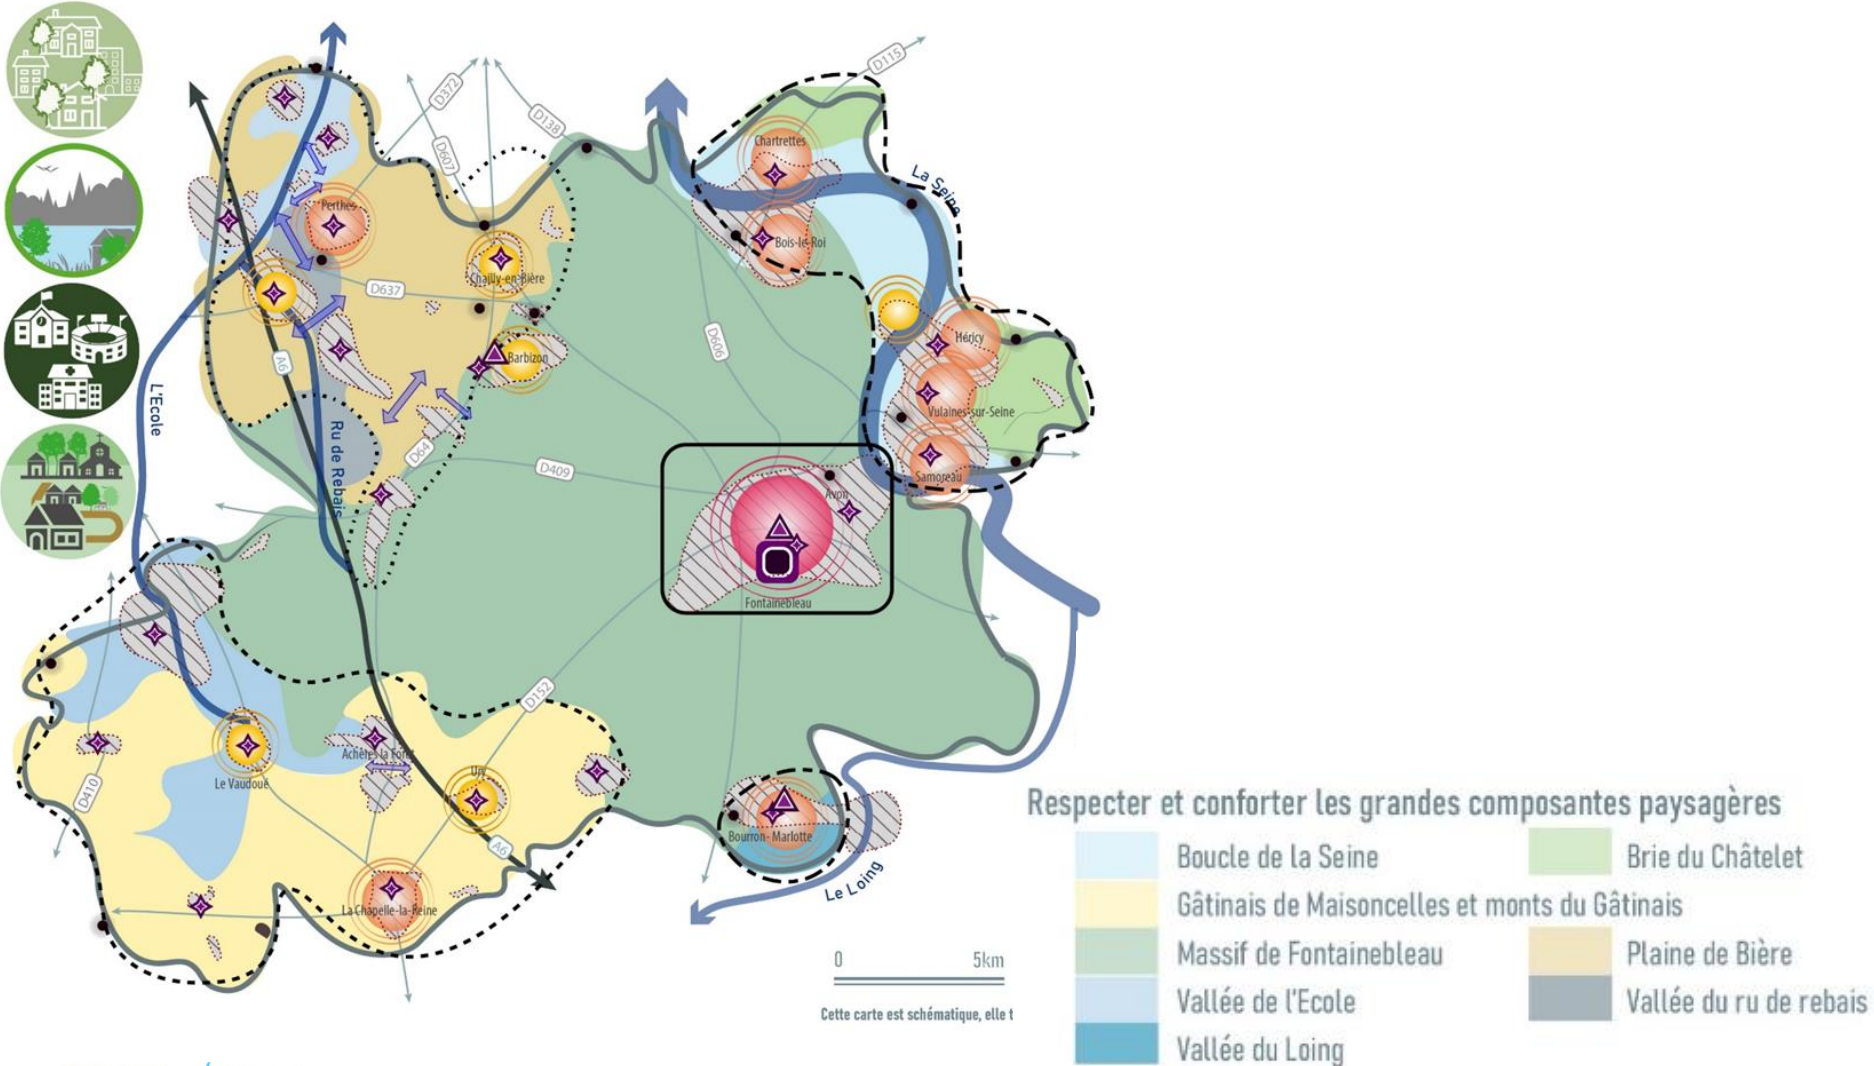 D115
D372
D138
D607
Chartrettes
La Seine
Perthes
Bois-le-Roi
Chailly-en-Bière
D637
D606
Héricy
A6
Barbizon
L'Ecole
Vulaines-sur-Seine
Ru de Rebais
D64
D409
Samoreau
Avon
Fontainebleau
D152
Achères la Forêt
Le Vaudoué
Ury
D410
Bourron-Marlotte
A6
Le Loing
La Chapelle-la-Reine
0 5km
Cette carte est schématique, elle t
Respecter et conforter les grandes composantes paysagères
Boucle de la Seine
Brie du Châtelet
Gâtinais de Maisoncelles et monts du Gâtinais
Massif de Fontainebleau
Plaine de Bière
Vallée de l'Ecole
Vallée du ru de rebais
Vallée du Loing